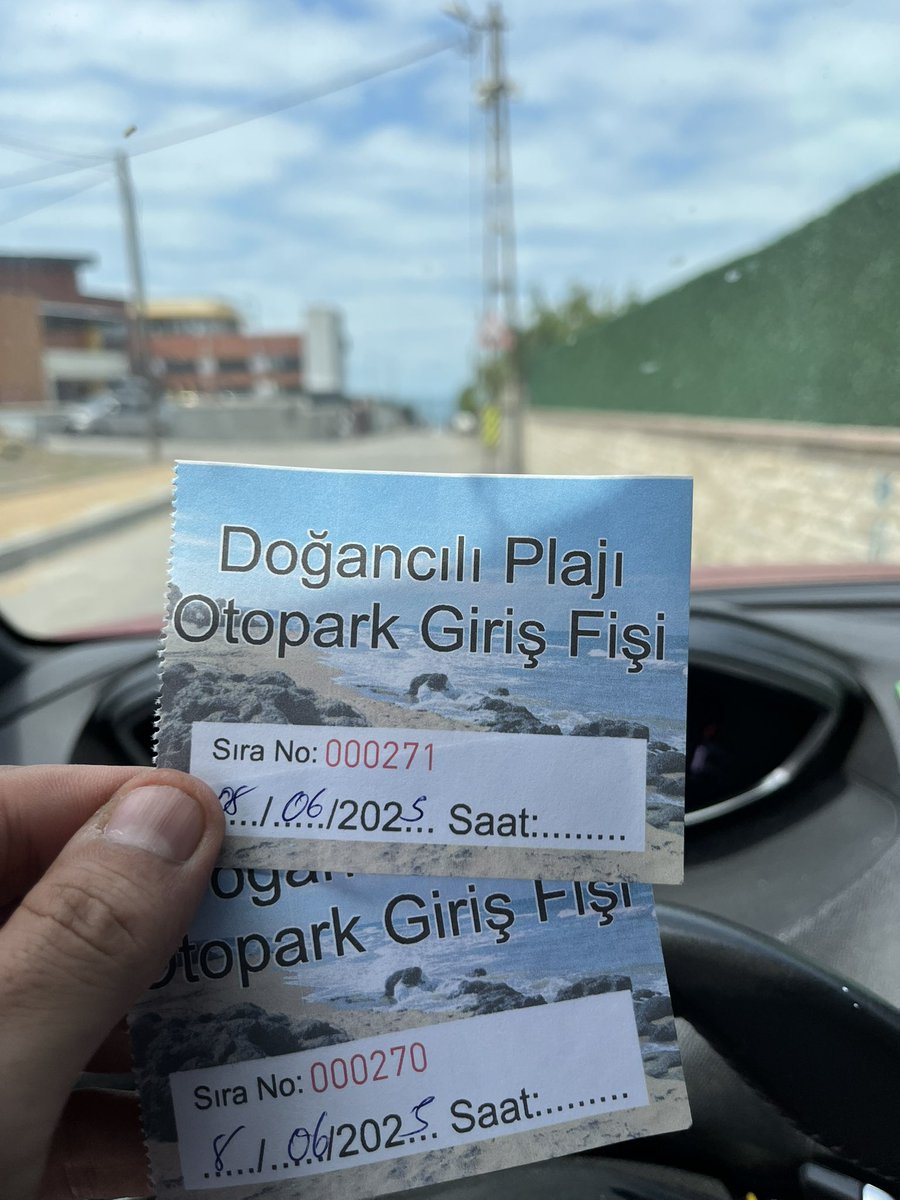 Doğancılı Plajı
Otopark Giriş Fişi
Sıra No: 000271
08/06/2025 Saat:.........
Otopark Giriş Fişi
Sıra No: 000270
8/06/2025 Saat:.........